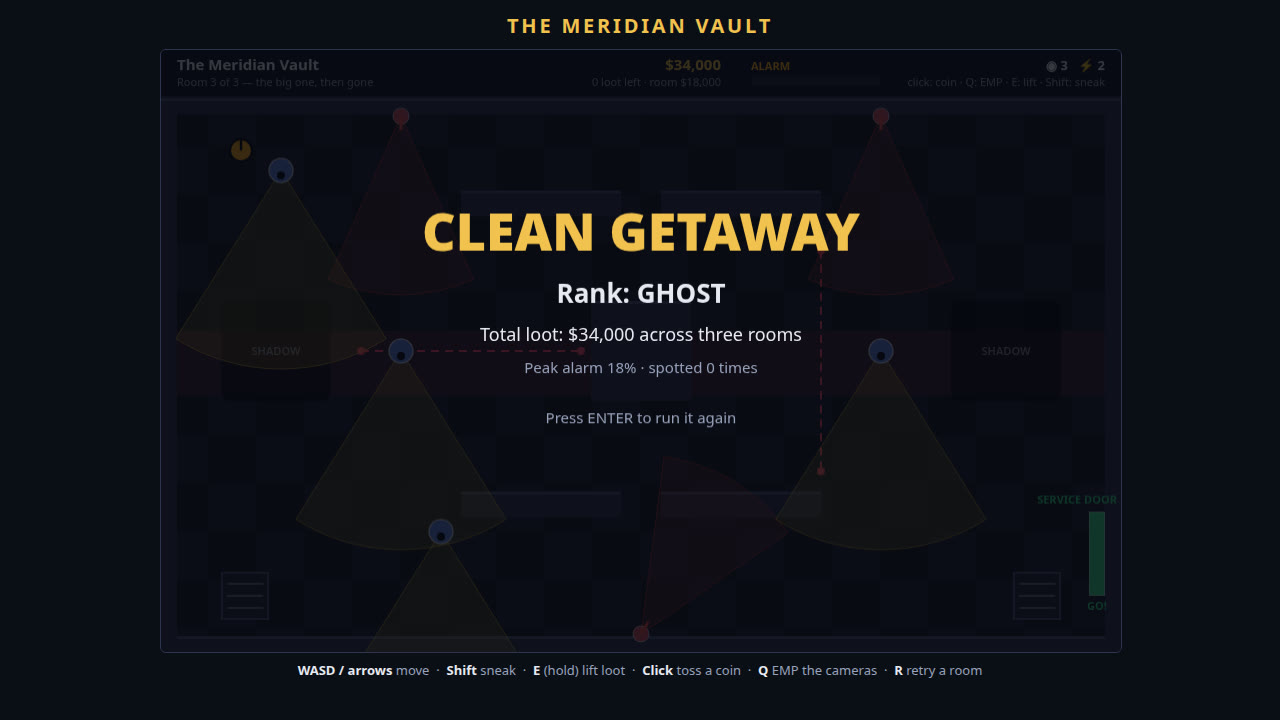 THE MERIDIAN VAULT
The Meridian Vault
$34,000
ALARM
◉ 3 ⚡ 2
Room 3 of 3 — the big one, then gone
0 loot left · room $18,000
click: coin · Q: EMP · E: lift · Shift: sneak
CLEAN GETAWAY
Rank: GHOST
Total loot: $34,000 across three rooms
SHADOW
SHADOW
Peak alarm 18% · spotted 0 times
Press ENTER to run it again
SERVICE DOOR
GO!
WASD / arrows move · Shift sneak · E (hold) lift loot · Click toss a coin · Q EMP the cameras · R retry a room